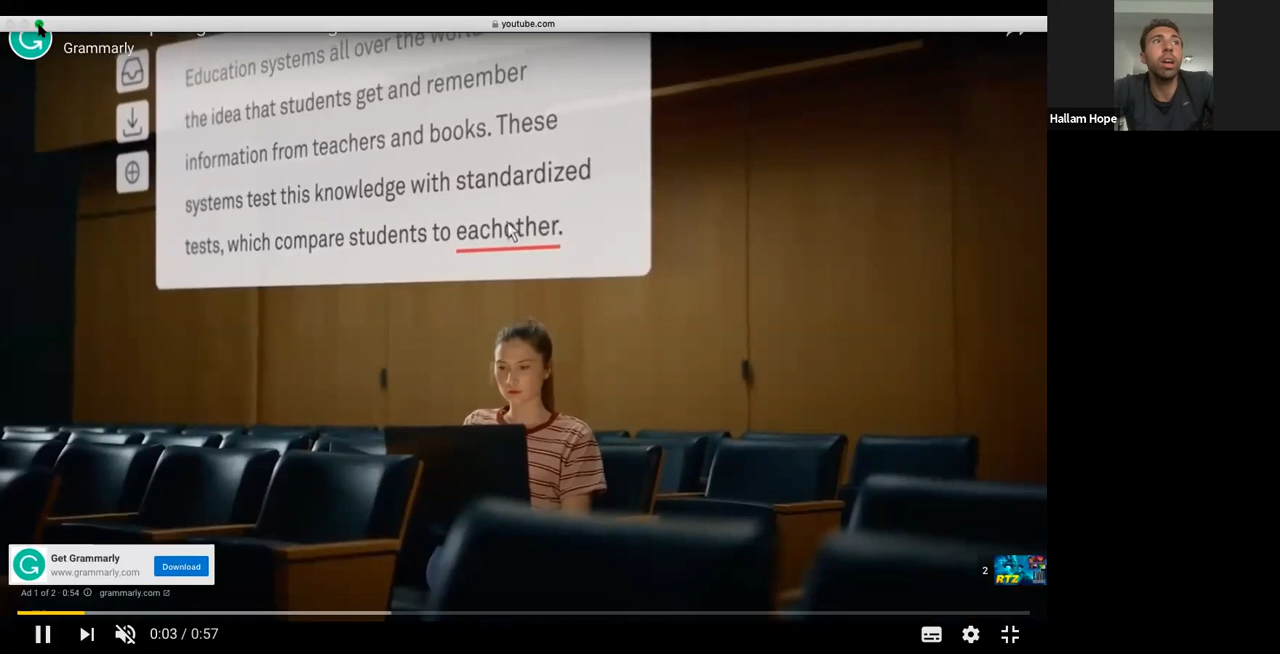 youtube.com
Grammarly
Education systems all over the
the idea that students get and remember
information from teachers and books. These
systems test this knowledge with standardized
tests, which compare students to eachother.
Hallam Hope
Get Grammarly
www.grammarly.com
Download
2
RTZ
Ad 1 of 2 · 0:54
grammarly.com
0:03 / 0:57